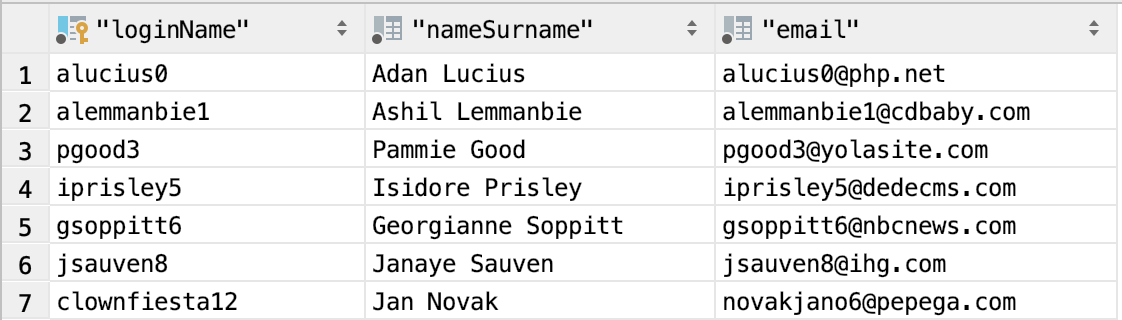 "loginName" "nameSurname" "email"
1 alucius0 Adan Lucius alucius0@php.net
2 alemmanbie1 Ashil Lemmanbie alemmanbie1@cdbaby.com
3 pgood3 Pammie Good pgood3@yolasite.com
4 iprisley5 Isidore Prisley iprisley5@dedecms.com
5 gsoppitt6 Georgianne Soppitt gsoppitt6@nbcnews.com
6 jsauven8 Janaye Sauven jsauven8@ihg.com
7 clownfiesta12 Jan Novak novakjano6@pepega.com